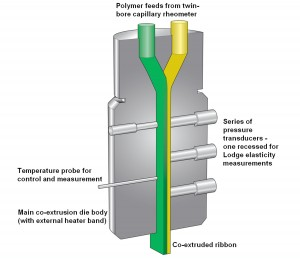 Polymer feeds from twin-
bore capillary rheometer
Series of
pressure
transducers -
one recessed for
Lodge elasticity
measurements
Temperature probe for
control and measurement
Main co-extrusion die body
(with external heater band)
Co-extruded ribbon